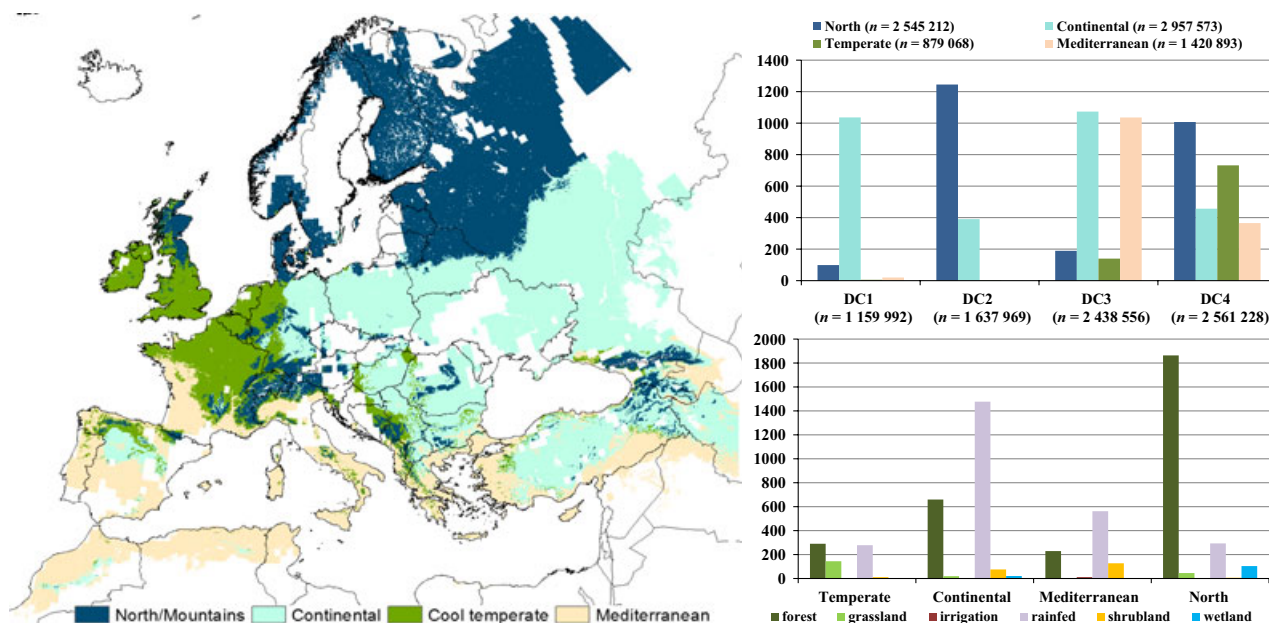 North/Mountains Continental Cool temperate Mediterranean
North (n = 2 545 212) Continental (n = 2 957 573)
Temperate (n = 879 068) Mediterranean (n = 1 420 893)
1400
1200
1000
800
600
400
200
0
DC1 DC2 DC3 DC4
(n = 1 159 992) (n = 1 637 969) (n = 2 438 556) (n = 2 561 228)
2000
1800
1600
1400
1200
1000
800
600
400
200
0
Temperate Continental Mediterranean North
forest grassland irrigation rainfed shrubland wetland